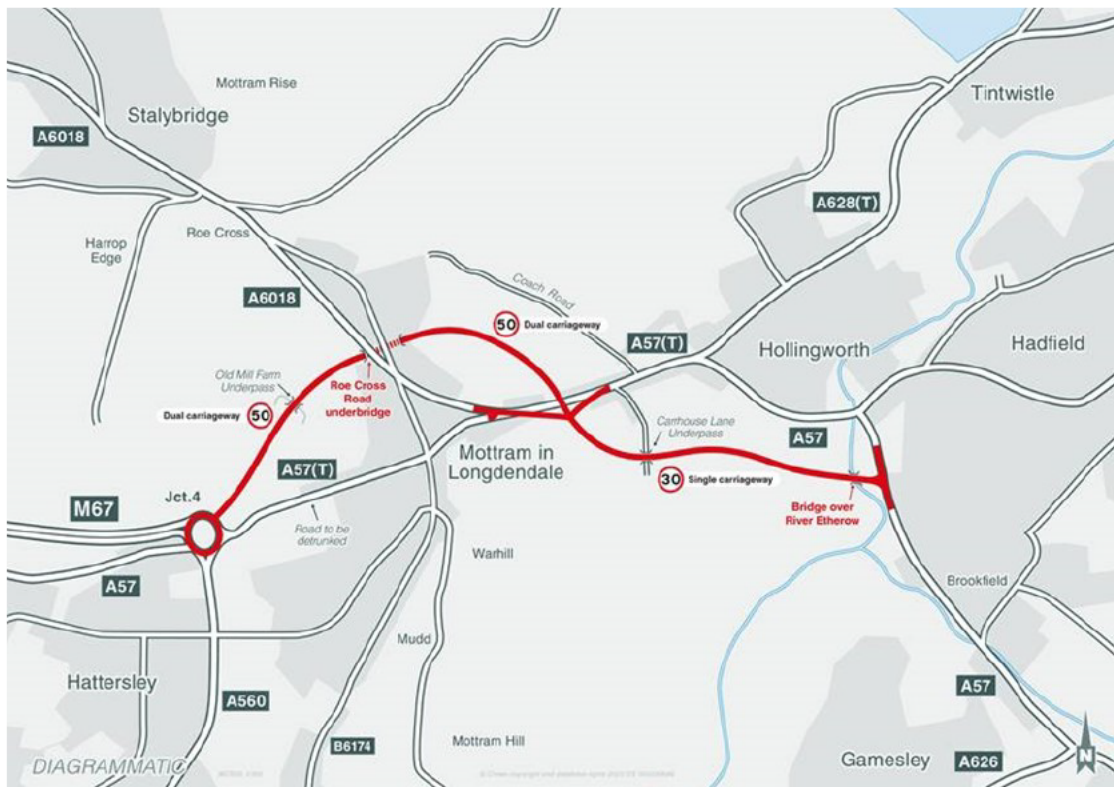 Mottram Rise
Stalybridge
Tintwistle
A6018
A628(T)
Roe Cross
Harrop
Edge
A6018
Coach Road
50 Dual carriageway
A57(T)
Hollingworth
Hadfield
Old Mill Farm
Underpass
Roe Cross
Road
underbridge
Dual carriageway 50
Carrhouse Lane
Underpass
A57
Mottram in
Longdendale
A57(T)
30 Single carriageway
Jct.4
M67
Bridge over
River Etherow
Road to be
detrunked
Warhill
A57
Brookfield
Mudd
Hattersley
A560
A57
B6174
Mottram Hill
Gamesley
A626
N
DIAGRAMMATIC